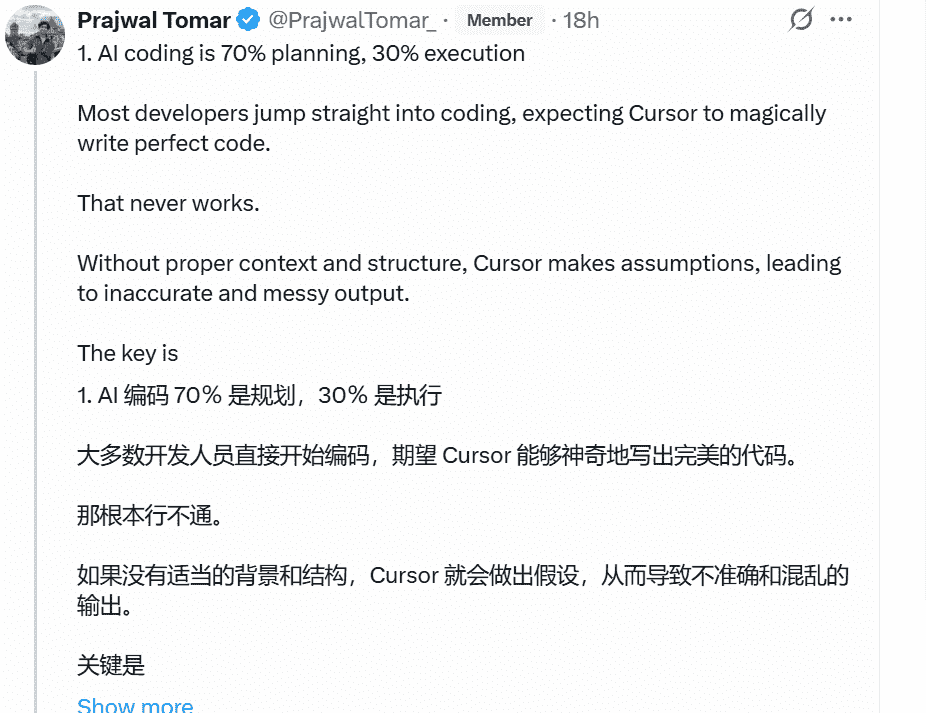 Prajwal Tomar @PrajwalTomar_ · Member · 18h
1. AI coding is 70% planning, 30% execution
Most developers jump straight into coding, expecting Cursor to magically
write perfect code.
That never works.
Without proper context and structure, Cursor makes assumptions, leading
to inaccurate and messy output.
The key is
1. AI 编码 70% 是规划，30% 是执行
大多数开发人员直接开始编码，期望 Cursor 能够神奇地写出完美的代码。
那根本行不通。
如果没有适当的背景和结构，Cursor 就会做出假设，从而导致不准确和混乱的
输出。
关键是
Show more